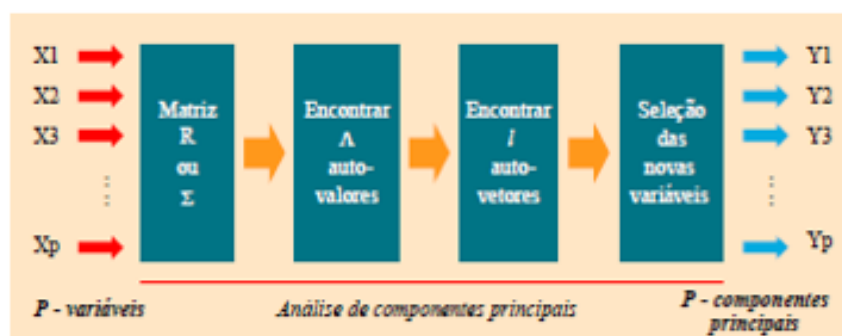 X1
X2
X3
Xp
Matriz
R
ou
Σ
Encontrar
Λ
auto-
valores
Encontrar
l
auto-
vetores
Seleção
das
novas
variáveis
Y1
Y2
Y3
Yp
P - variáveis
Análise de componentes principais
P - componentes
principais